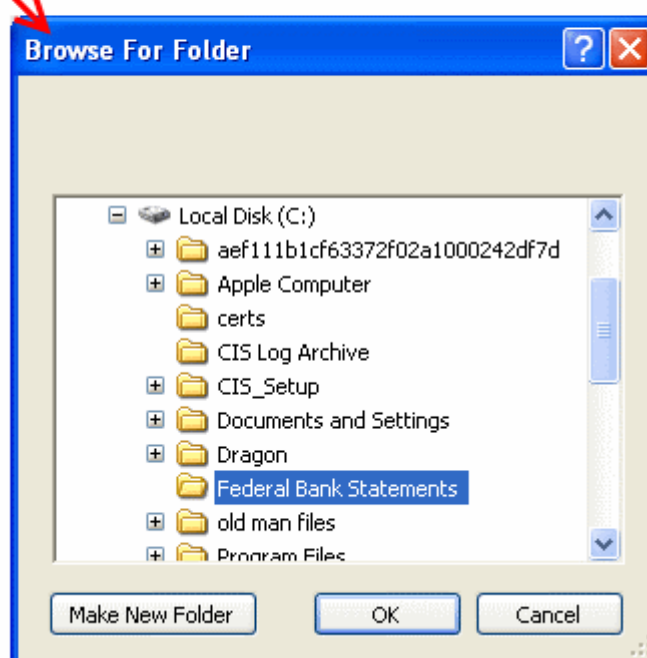 Browse For Folder
Local Disk (C:)
aef111b1cf63372f02a1000242df7d
Apple Computer
certs
CIS Log Archive
CIS_Setup
Documents and Settings
Dragon
Federal Bank Statements
old man files
Program Files
Make New Folder OK Cancel